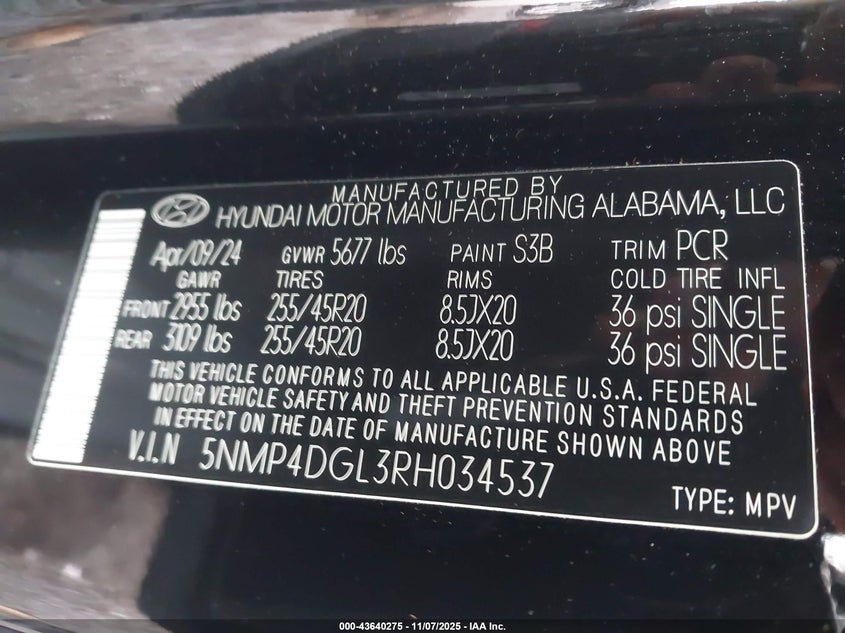 MANUFACTURED BY
HYUNDAI MOTOR MANUFACTURING ALABAMA, LLC
Apr/09/24 GVWR 5677 lbs PAINT S3B TRIM PCR
GAWR TIRES RIMS COLD TIRE INFL
FRONT 2955 lbs 255/45R20 8.5JX20 36 psi SINGLE
REAR 3109 lbs 255/45R20 8.5JX20 36 psi SINGLE
THIS VEHICLE CONFORMS TO ALL APPLICABLE U.S.A. FEDERAL
MOTOR VEHICLE SAFETY AND THEFT PREVENTION STANDARDS
IN EFFECT ON THE DATE OF MANUFACTURE SHOWN ABOVE
V.I.N 5NMP4DGL3RH034537
TYPE: MPV
000-43640275 - 11/07/2025 - IAA Inc.